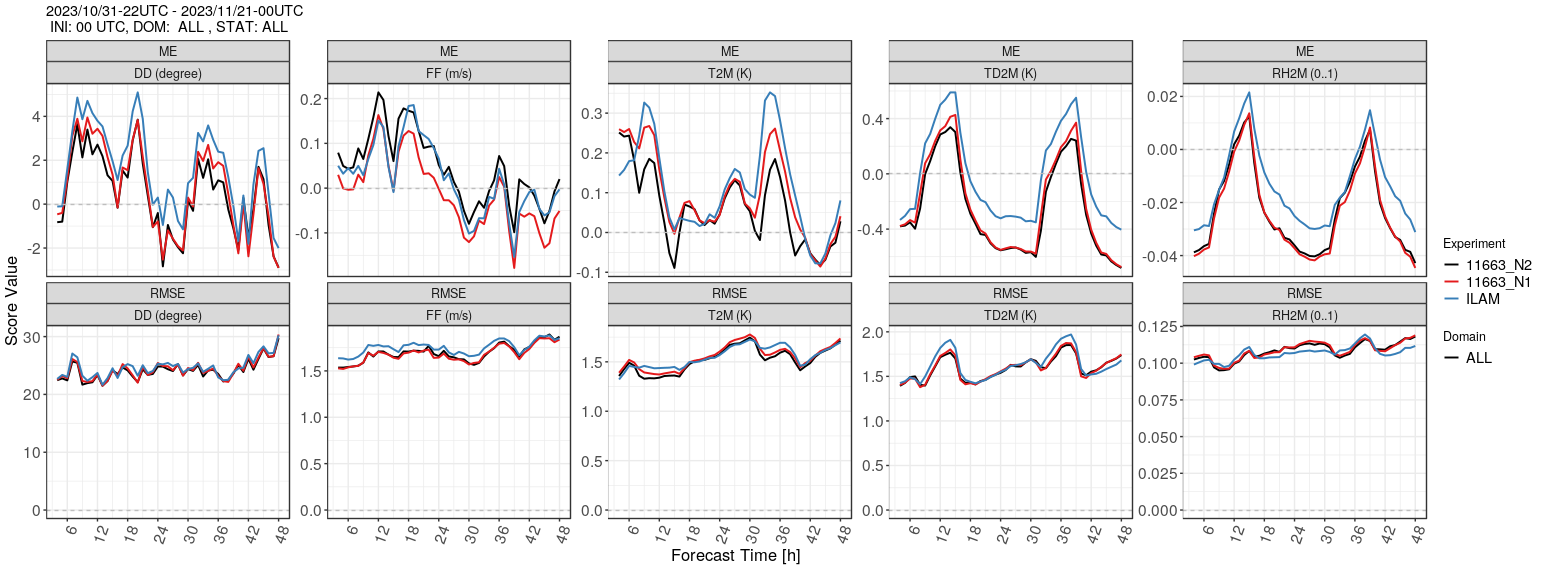 2023/10/31-22UTC - 2023/11/21-00UTC
INI: 00 UTC, DOM: ALL , STAT: ALL
ME ME ME ME ME
DD (degree) FF (m/s) T2M (K) TD2M (K) RH2M (0..1)
4
2
0
-2
0.2
0.1
0.0
-0.1
0.3
0.2
0.1
0.0
-0.1
0.4
0.0
-0.4
0.02
0.00
-0.02
-0.04
RMSE RMSE RMSE RMSE RMSE
DD (degree) FF (m/s) T2M (K) TD2M (K) RH2M (0..1)
30
20
10
0
1.5
1.0
0.5
0.0
1.5
1.0
0.5
0.0
2.0
1.5
1.0
0.5
0.0
0.125
0.100
0.075
0.050
0.025
0.000
6 12 18 24 30 36 42 48 6 12 18 24 30 36 42 48 6 12 18 24 30 36 42 48 6 12 18 24 30 36 42 48 6 12 18 24 30 36 42 48
Score Value
Forecast Time [h]
Experiment
11663_N2
11663_N1
ILAM
Domain
ALL